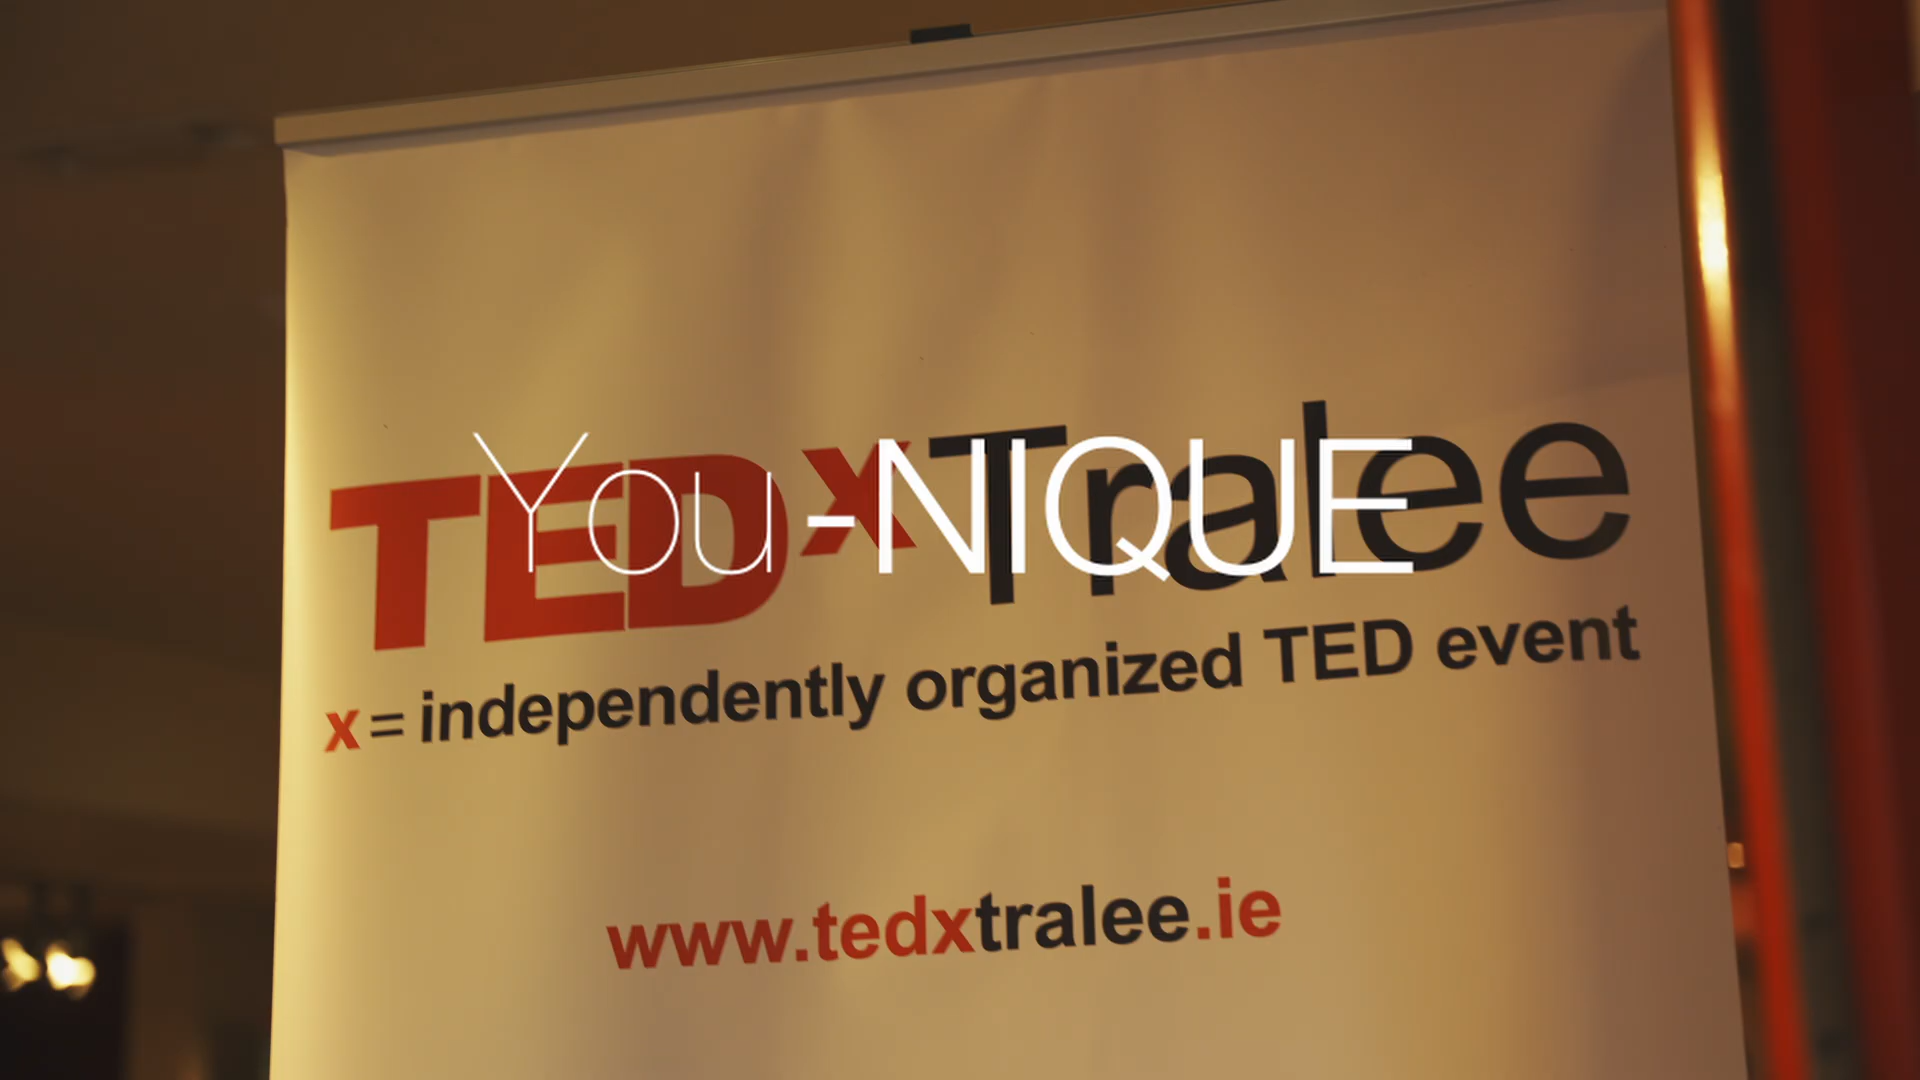 You-NIQUE
TEDxTralee
x = independently organized TED event
www.tedxtralee.ie